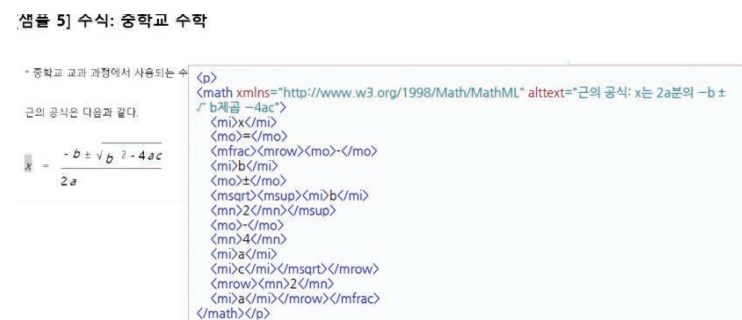 [샘플 5] 수식: 중학교 수학
- 중학교 교과 과정에서 사용되는 수
근의 공식은 다음과 같다.
x = -b ± √b 2 - 4ac
2a
<p>
<math xmlns="http://www.w3.org/1998/Math/MathML" alttext="근의 공식: x는 2a분의 −b ±
√ b제곱 −4ac">
<mi>x</mi>
<mo>=</mo>
<mfrac><mrow><mo>-</mo>
<mi>b</mi>
<mo>±</mo>
<msqrt><msup><mi>b</mi>
<mn>2</mn></msup>
<mo>-</mo>
<mn>4</mn>
<mi>a</mi>
<mi>c</mi></msqrt></mrow>
<mrow><mn>2</mn>
<mi>a</mi></mrow></mfrac>
</math></p>